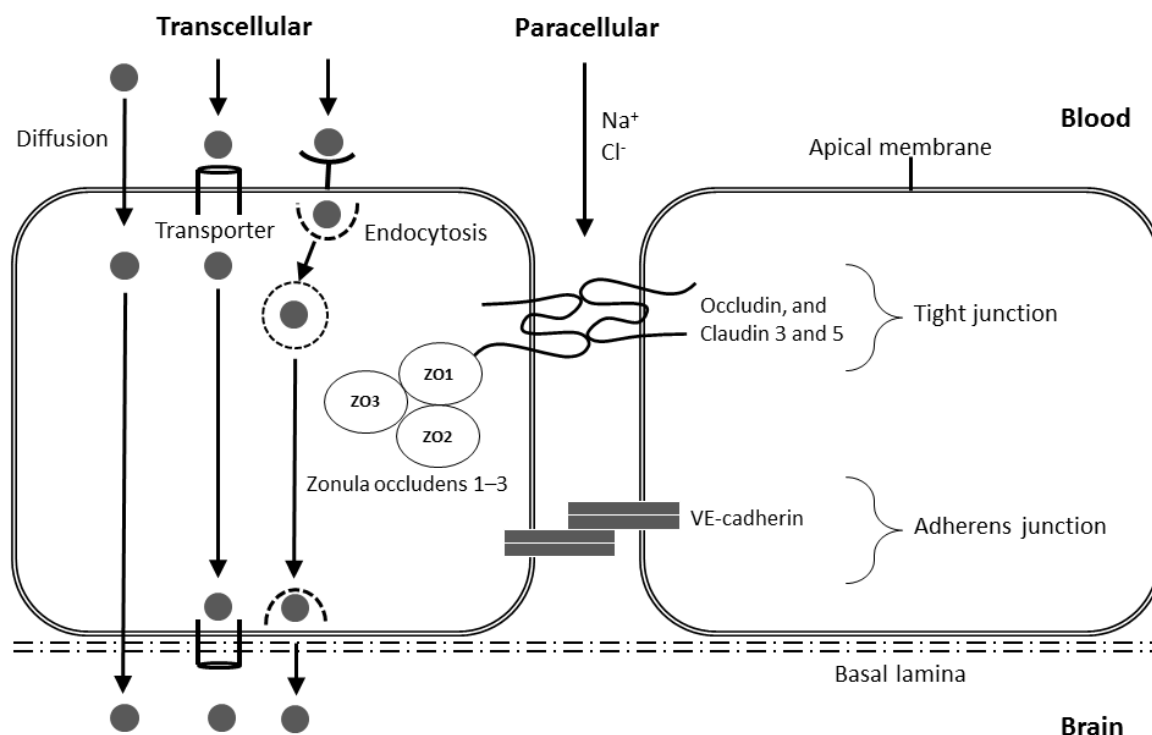 Transcellular
Paracellular
Diffusion
Na⁺
Cl⁻
Blood
Apical membrane
Transporter
Endocytosis
Occludin, and
Claudin 3 and 5
Tight junction
ZO1
ZO3
ZO2
Zonula occludens 1–3
VE-cadherin
Adherens junction
Basal lamina
Brain